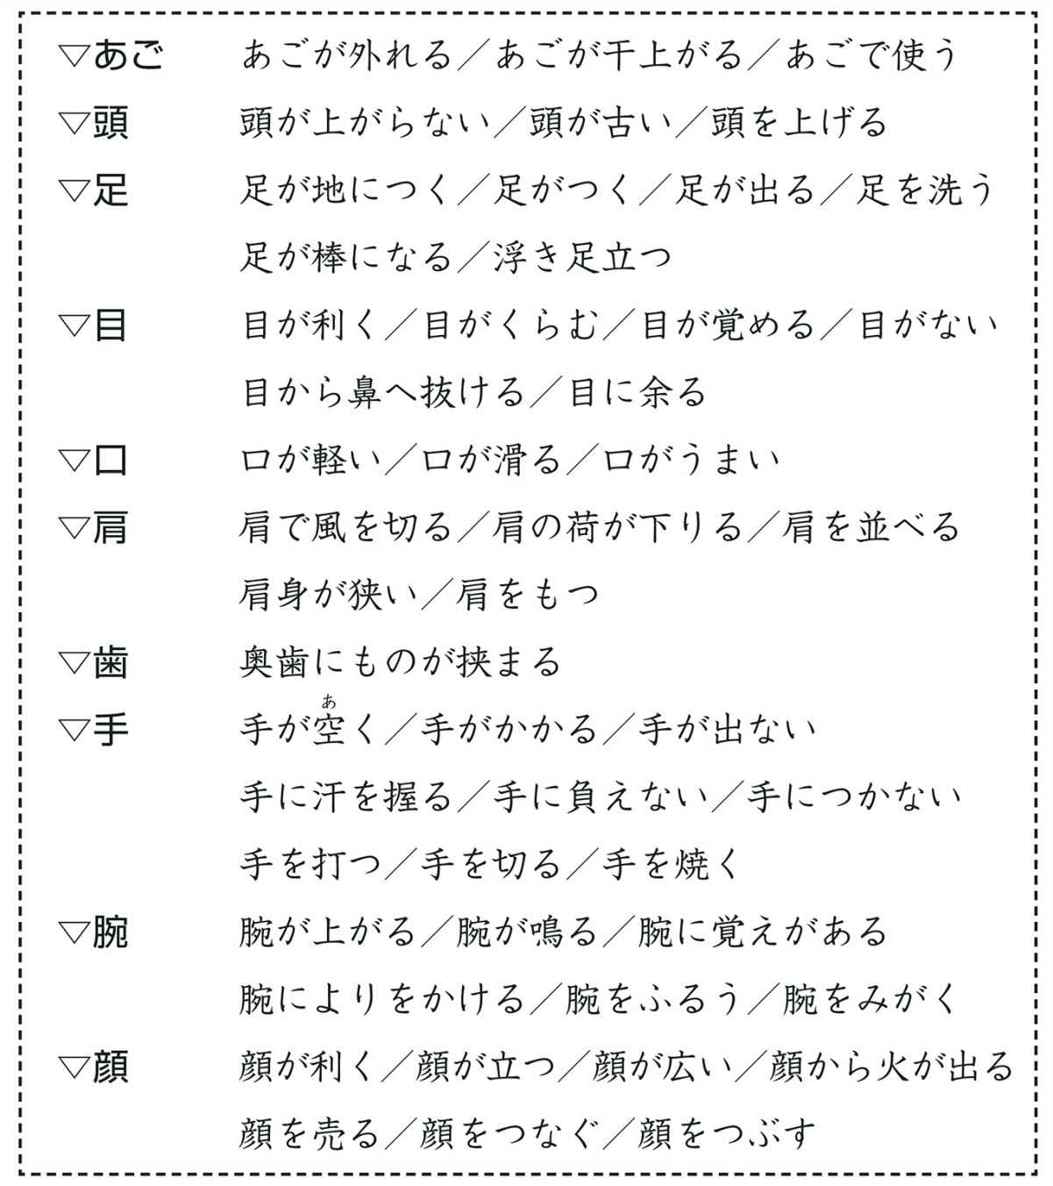 ▽あご　あごが外れる／あごが干上がる／あごで使う
▽頭　頭が上がらない／頭が古い／頭を上げる
▽足　足が地につく／足がつく／足が出る／足を洗う
足が棒になる／浮き足立つ
▽目　目が利く／目がくらむ／目が覚める／目がない
目から鼻へ抜ける／目に余る
▽口　口が軽い／口が滑る／口がうまい
▽肩　肩で風を切る／肩の荷が下りる／肩を並べる
肩身が狭い／肩をもつ
▽歯　奥歯にものが挟まる
あ
▽手　手が空く／手がかかる／手が出ない
手に汗を握る／手に負えない／手につかない
手を打つ／手を切る／手を焼く
▽腕　腕が上がる／腕が鳴る／腕に覚えがある
腕によりをかける／腕をふるう／腕をみがく
▽顔　顔が利く／顔が立つ／顔が広い／顔から火が出る
顔を売る／顔をつなぐ／顔をつぶす